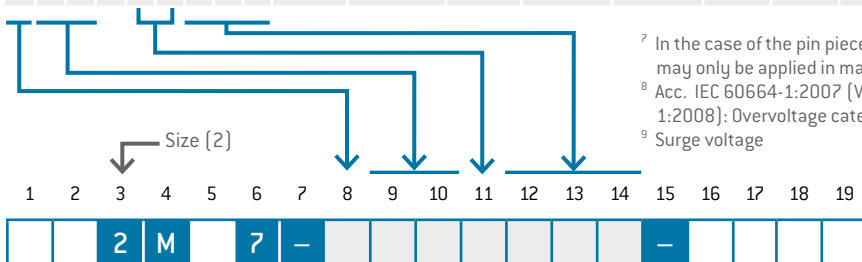 ⁷ In the case of the pin piece
may only be applied in ma
⁸ Acc. IEC 60664-1:2007 (V
1:2008): Overvoltage cate
⁹ Surge voltage
Size (2)
1 2 3 4 5 6 7 8 9 10 11 12 13 14 15 16 17 18 19
2 M 7 – –